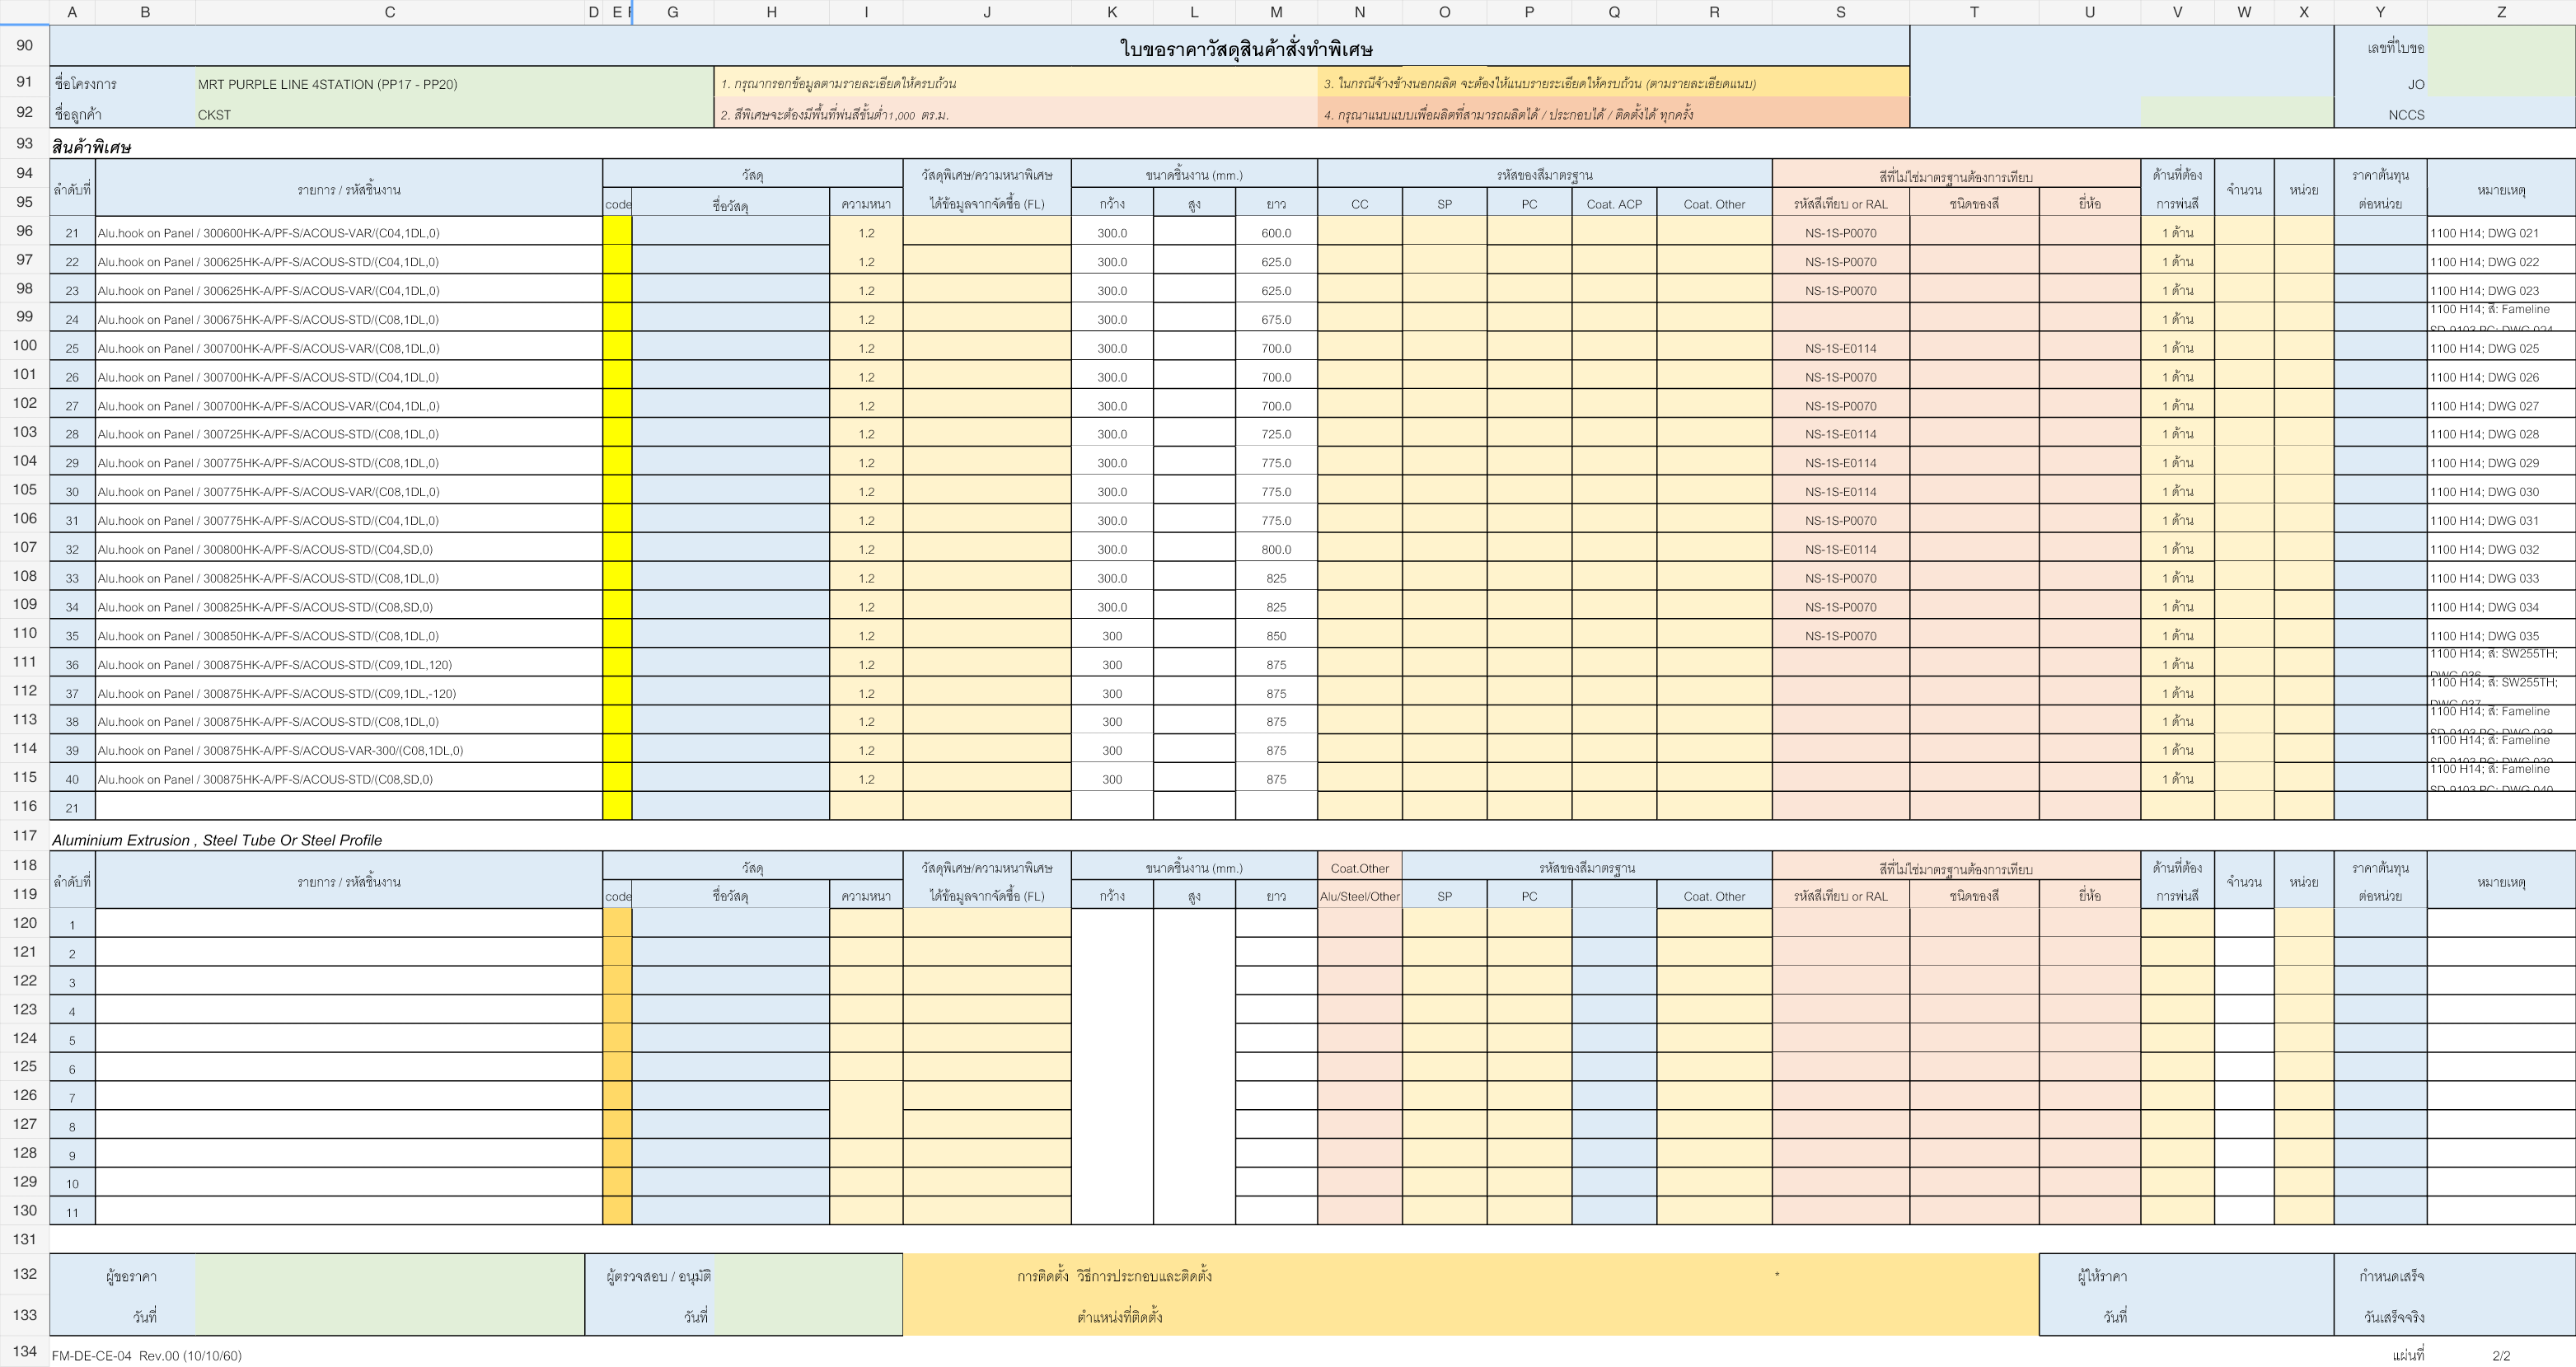 A B C D E F G H I J K L M N O P Q R S T U V W X Y Z
90 ใบขอราคาวัสดุสินค้าสั่งทำพิเศษ เลขที่ใบขอ
91 ชื่อโครงการ MRT PURPLE LINE 4STATION (PP17 - PP20) 1. กรุณากรอกข้อมูลตามรายละเอียดให้ครบถ้วน 3. ในกรณีจ้างข้างนอกผลิต จะต้องให้แนบรายระเอียดให้ครบถ้วน (ตามรายละเอียดแนบ) JO
92 ชื่อลูกค้า CKST 2. สีพิเศษจะต้องมีพื้นที่พ่นสีขั้นต่ำ1,000 ตร.ม. 4. กรุณาแนบแบบเพื่อผลิตที่สามารถผลิตได้ / ประกอบได้ / ติดตั้งได้ ทุกครั้ง NCCS
93 สินค้าพิเศษ
94 ลำดับที่ รายการ / รหัสชิ้นงาน วัสดุ วัสดุพิเศษ/ความหนาพิเศษ ขนาดชิ้นงาน (mm.) รหัสของสีมาตรฐาน สีที่ไม่ใช่มาตรฐานต้องการเทียบ ด้านที่ต้อง จำนวน หน่วย ราคาต้นทุน หมายเหตุ
95 code ชื่อวัสดุ ความหนา ได้ข้อมูลจากจัดซื้อ (FL) กว้าง สูง ยาว CC SP PC Coat. ACP Coat. Other รหัสสีเทียบ or RAL ชนิดของสี ยี่ห้อ การพ่นสี ต่อหน่วย
96 21 Alu.hook on Panel / 300600HK-A/PF-S/ACOUS-VAR/(C04,1DL,0) 1.2 300.0 600.0 NS-1S-P0070 1 ด้าน 1100 H14; DWG 021
97 22 Alu.hook on Panel / 300625HK-A/PF-S/ACOUS-STD/(C04,1DL,0) 1.2 300.0 625.0 NS-1S-P0070 1 ด้าน 1100 H14; DWG 022
98 23 Alu.hook on Panel / 300625HK-A/PF-S/ACOUS-VAR/(C04,1DL,0) 1.2 300.0 625.0 NS-1S-P0070 1 ด้าน 1100 H14; DWG 023
99 24 Alu.hook on Panel / 300675HK-A/PF-S/ACOUS-STD/(C08,1DL,0) 1.2 300.0 675.0 1 ด้าน 1100 H14; สี: Fameline SD-9103 PC; DWG 024
100 25 Alu.hook on Panel / 300700HK-A/PF-S/ACOUS-VAR/(C08,1DL,0) 1.2 300.0 700.0 NS-1S-E0114 1 ด้าน 1100 H14; DWG 025
101 26 Alu.hook on Panel / 300700HK-A/PF-S/ACOUS-STD/(C04,1DL,0) 1.2 300.0 700.0 NS-1S-P0070 1 ด้าน 1100 H14; DWG 026
102 27 Alu.hook on Panel / 300700HK-A/PF-S/ACOUS-VAR/(C04,1DL,0) 1.2 300.0 700.0 NS-1S-P0070 1 ด้าน 1100 H14; DWG 027
103 28 Alu.hook on Panel / 300725HK-A/PF-S/ACOUS-STD/(C08,1DL,0) 1.2 300.0 725.0 NS-1S-E0114 1 ด้าน 1100 H14; DWG 028
104 29 Alu.hook on Panel / 300775HK-A/PF-S/ACOUS-STD/(C08,1DL,0) 1.2 300.0 775.0 NS-1S-E0114 1 ด้าน 1100 H14; DWG 029
105 30 Alu.hook on Panel / 300775HK-A/PF-S/ACOUS-VAR/(C08,1DL,0) 1.2 300.0 775.0 NS-1S-E0114 1 ด้าน 1100 H14; DWG 030
106 31 Alu.hook on Panel / 300775HK-A/PF-S/ACOUS-STD/(C04,1DL,0) 1.2 300.0 775.0 NS-1S-P0070 1 ด้าน 1100 H14; DWG 031
107 32 Alu.hook on Panel / 300800HK-A/PF-S/ACOUS-STD/(C04,SD,0) 1.2 300.0 800.0 NS-1S-E0114 1 ด้าน 1100 H14; DWG 032
108 33 Alu.hook on Panel / 300825HK-A/PF-S/ACOUS-STD/(C08,1DL,0) 1.2 300.0 825 NS-1S-P0070 1 ด้าน 1100 H14; DWG 033
109 34 Alu.hook on Panel / 300825HK-A/PF-S/ACOUS-STD/(C08,SD,0) 1.2 300.0 825 NS-1S-P0070 1 ด้าน 1100 H14; DWG 034
110 35 Alu.hook on Panel / 300850HK-A/PF-S/ACOUS-STD/(C08,1DL,0) 1.2 300 850 NS-1S-P0070 1 ด้าน 1100 H14; DWG 035
111 36 Alu.hook on Panel / 300875HK-A/PF-S/ACOUS-STD/(C09,1DL,120) 1.2 300 875 1 ด้าน 1100 H14; สี: SW255TH; DWG 036
112 37 Alu.hook on Panel / 300875HK-A/PF-S/ACOUS-STD/(C09,1DL,-120) 1.2 300 875 1 ด้าน 1100 H14; สี: SW255TH; DWG 037
113 38 Alu.hook on Panel / 300875HK-A/PF-S/ACOUS-STD/(C08,1DL,0) 1.2 300 875 1 ด้าน 1100 H14; สี: Fameline SD-9103 PC; DWG 038
114 39 Alu.hook on Panel / 300875HK-A/PF-S/ACOUS-VAR-300/(C08,1DL,0) 1.2 300 875 1 ด้าน 1100 H14; สี: Fameline SD-9103 PC; DWG 039
115 40 Alu.hook on Panel / 300875HK-A/PF-S/ACOUS-STD/(C08,SD,0) 1.2 300 875 1 ด้าน 1100 H14; สี: Fameline SD-9103 PC; DWG 040
116 21
117 Aluminium Extrusion , Steel Tube Or Steel Profile
118 ลำดับที่ รายการ / รหัสชิ้นงาน วัสดุ วัสดุพิเศษ/ความหนาพิเศษ ขนาดชิ้นงาน (mm.) Coat.Other รหัสของสีมาตรฐาน สีที่ไม่ใช่มาตรฐานต้องการเทียบ ด้านที่ต้อง จำนวน หน่วย ราคาต้นทุน หมายเหตุ
119 code ชื่อวัสดุ ความหนา ได้ข้อมูลจากจัดซื้อ (FL) กว้าง สูง ยาว Alu/Steel/Other SP PC Coat. Other รหัสสีเทียบ or RAL ชนิดของสี ยี่ห้อ การพ่นสี ต่อหน่วย
120 1
121 2
122 3
123 4
124 5
125 6
126 7
127 8
128 9
129 10
130 11
131
132 ผู้ขอราคา ผู้ตรวจสอบ / อนุมัติ การติดตั้ง วิธีการประกอบและติดตั้ง * ผู้ให้ราคา กำหนดเสร็จ
133 วันที่ วันที่ ตำแหน่งที่ติดตั้ง วันที่ วันเสร็จจริง
134 FM-DE-CE-04 Rev.00 (10/10/60) แผ่นที่ 2/2